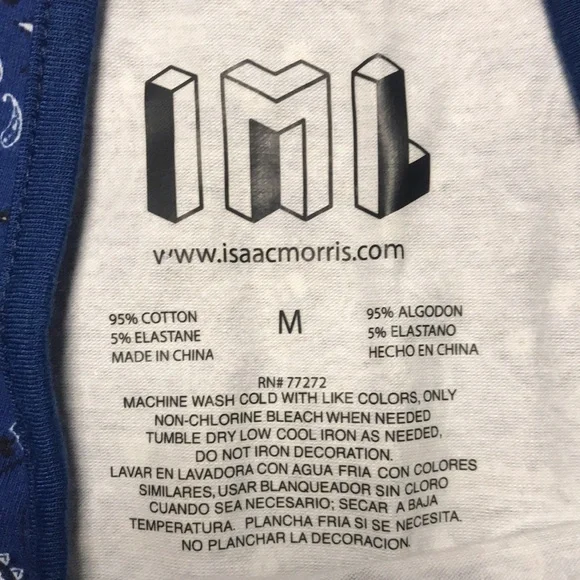 IML
www.isaacmorris.com
95% COTTON
5% ELASTANE
MADE IN CHINA
M
95% ALGODON
5% ELASTANO
HECHO EN CHINA
RN# 77272
MACHINE WASH COLD WITH LIKE COLORS, ONLY
NON-CHLORINE BLEACH WHEN NEEDED
TUMBLE DRY LOW COOL IRON AS NEEDED,
DO NOT IRON DECORATION.
LAVAR EN LAVADORA CON AGUA FRIA CON COLORES
SIMILARES, USAR BLANQUEADOR SIN CLORO
CUANDO SEA NECESARIO; SECAR A BAJA
TEMPERATURA. PLANCHA FRIA SI SE NECESITA.
NO PLANCHAR LA DECORACION.